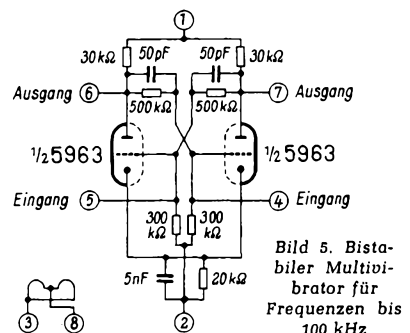 1
30kΩ 50pF 50pF 30kΩ
Ausgang 6 7 Ausgang
500kΩ 500kΩ
1/2 5963 1/2 5963
Eingang 5 4 Eingang
300 kΩ 300 kΩ
5nF 20kΩ
3 8 2
Bild 5. Bista-
biler Multivi-
brator für
Frequenzen bis
100 kHz